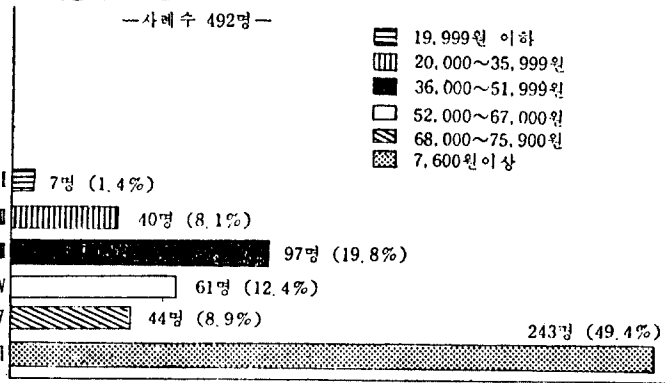 —사례수 492명—
19,999원 이하
20,000~35,999원
36,000~51,999원
52,000~67,000원
68,000~75,900원
7,600원이상
7명 (1.4%)
40명 (8.1%)
97명 (19.8%)
61명 (12.4%)
44명 (8.9%)
243명 (49.4%)